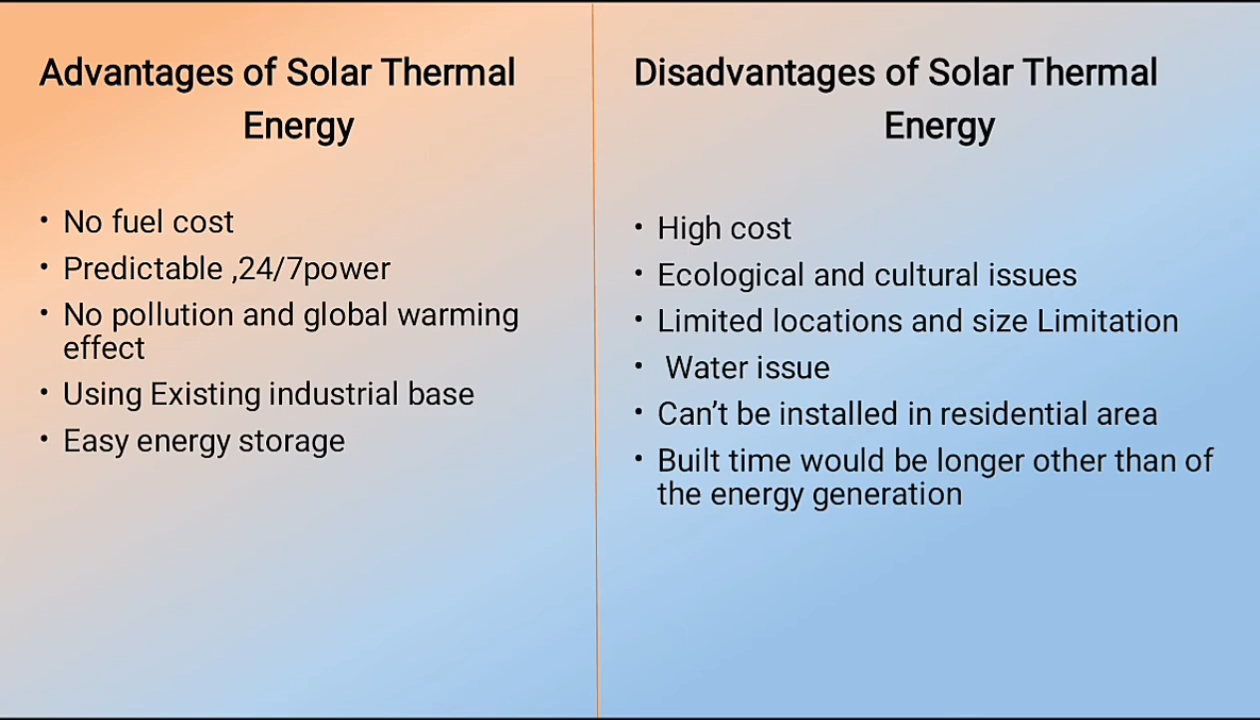 Advantages of Solar Thermal
Energy
• No fuel cost
• Predictable ,24/7power
• No pollution and global warming
effect
• Using Existing industrial base
• Easy energy storage
Disadvantages of Solar Thermal
Energy
• High cost
• Ecological and cultural issues
• Limited locations and size Limitation
• Water issue
• Can’t be installed in residential area
• Built time would be longer other than of
the energy generation